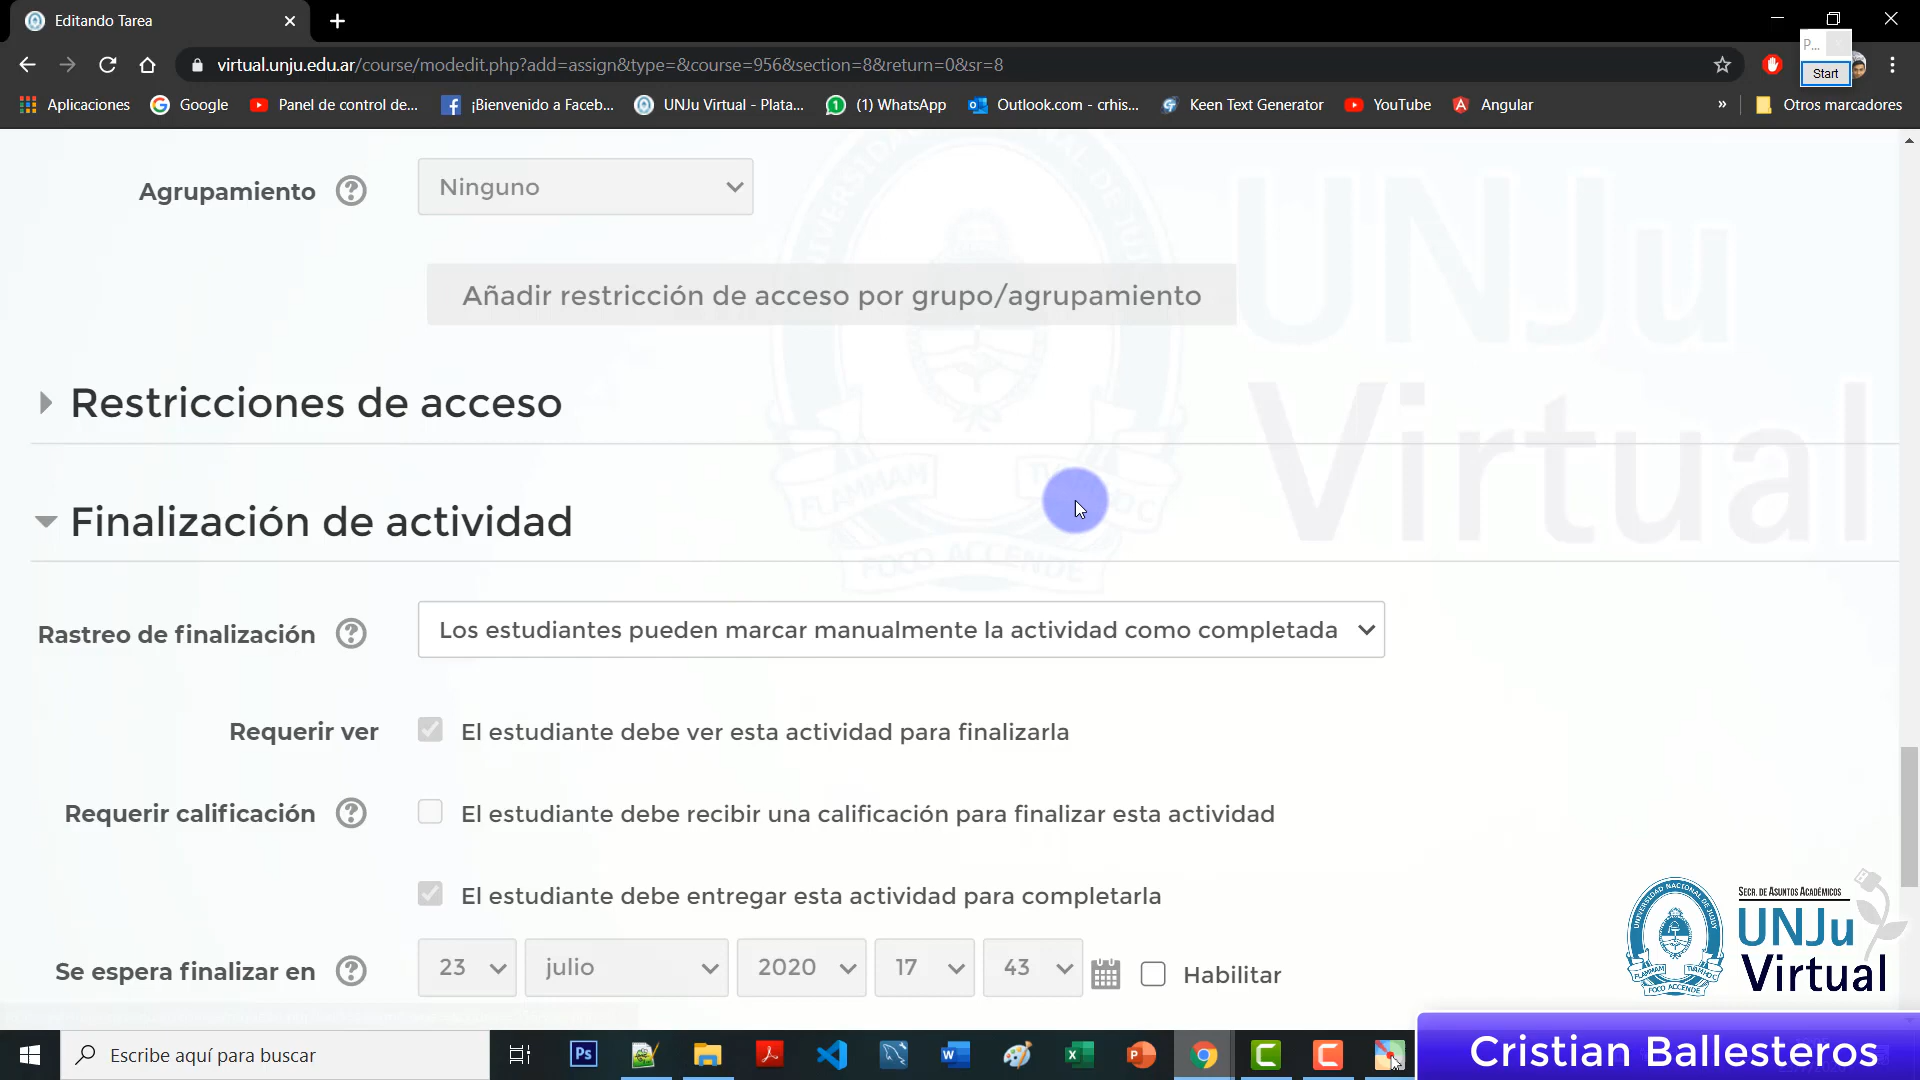 Editando Tarea
P...
Start
virtual.unju.edu.ar/course/modedit.php?add=assign&type=&course=956&section=8&return=0&sr=8
Aplicaciones Google Panel de control de... ¡Bienvenido a Faceb... UNJu Virtual - Plata... (1) WhatsApp Outlook.com - crhis... Keen Text Generator YouTube Angular » Otros marcadores
Agrupamiento Ninguno
Añadir restricción de acceso por grupo/agrupamiento
UNJu
Virtual
FOCO ACCENDE
Restricciones de acceso
Finalización de actividad
Rastreo de finalización Los estudiantes pueden marcar manualmente la actividad como completada
Requerir ver El estudiante debe ver esta actividad para finalizarla
Requerir calificación El estudiante debe recibir una calificación para finalizar esta actividad
El estudiante debe entregar esta actividad para completarla
Se espera finalizar en 23 julio 2020 17 43 Habilitar
SECR. DE ASUNTOS ACADÉMICOS
UNJu
Virtual
Escribe aquí para buscar
Cristian Ballesteros